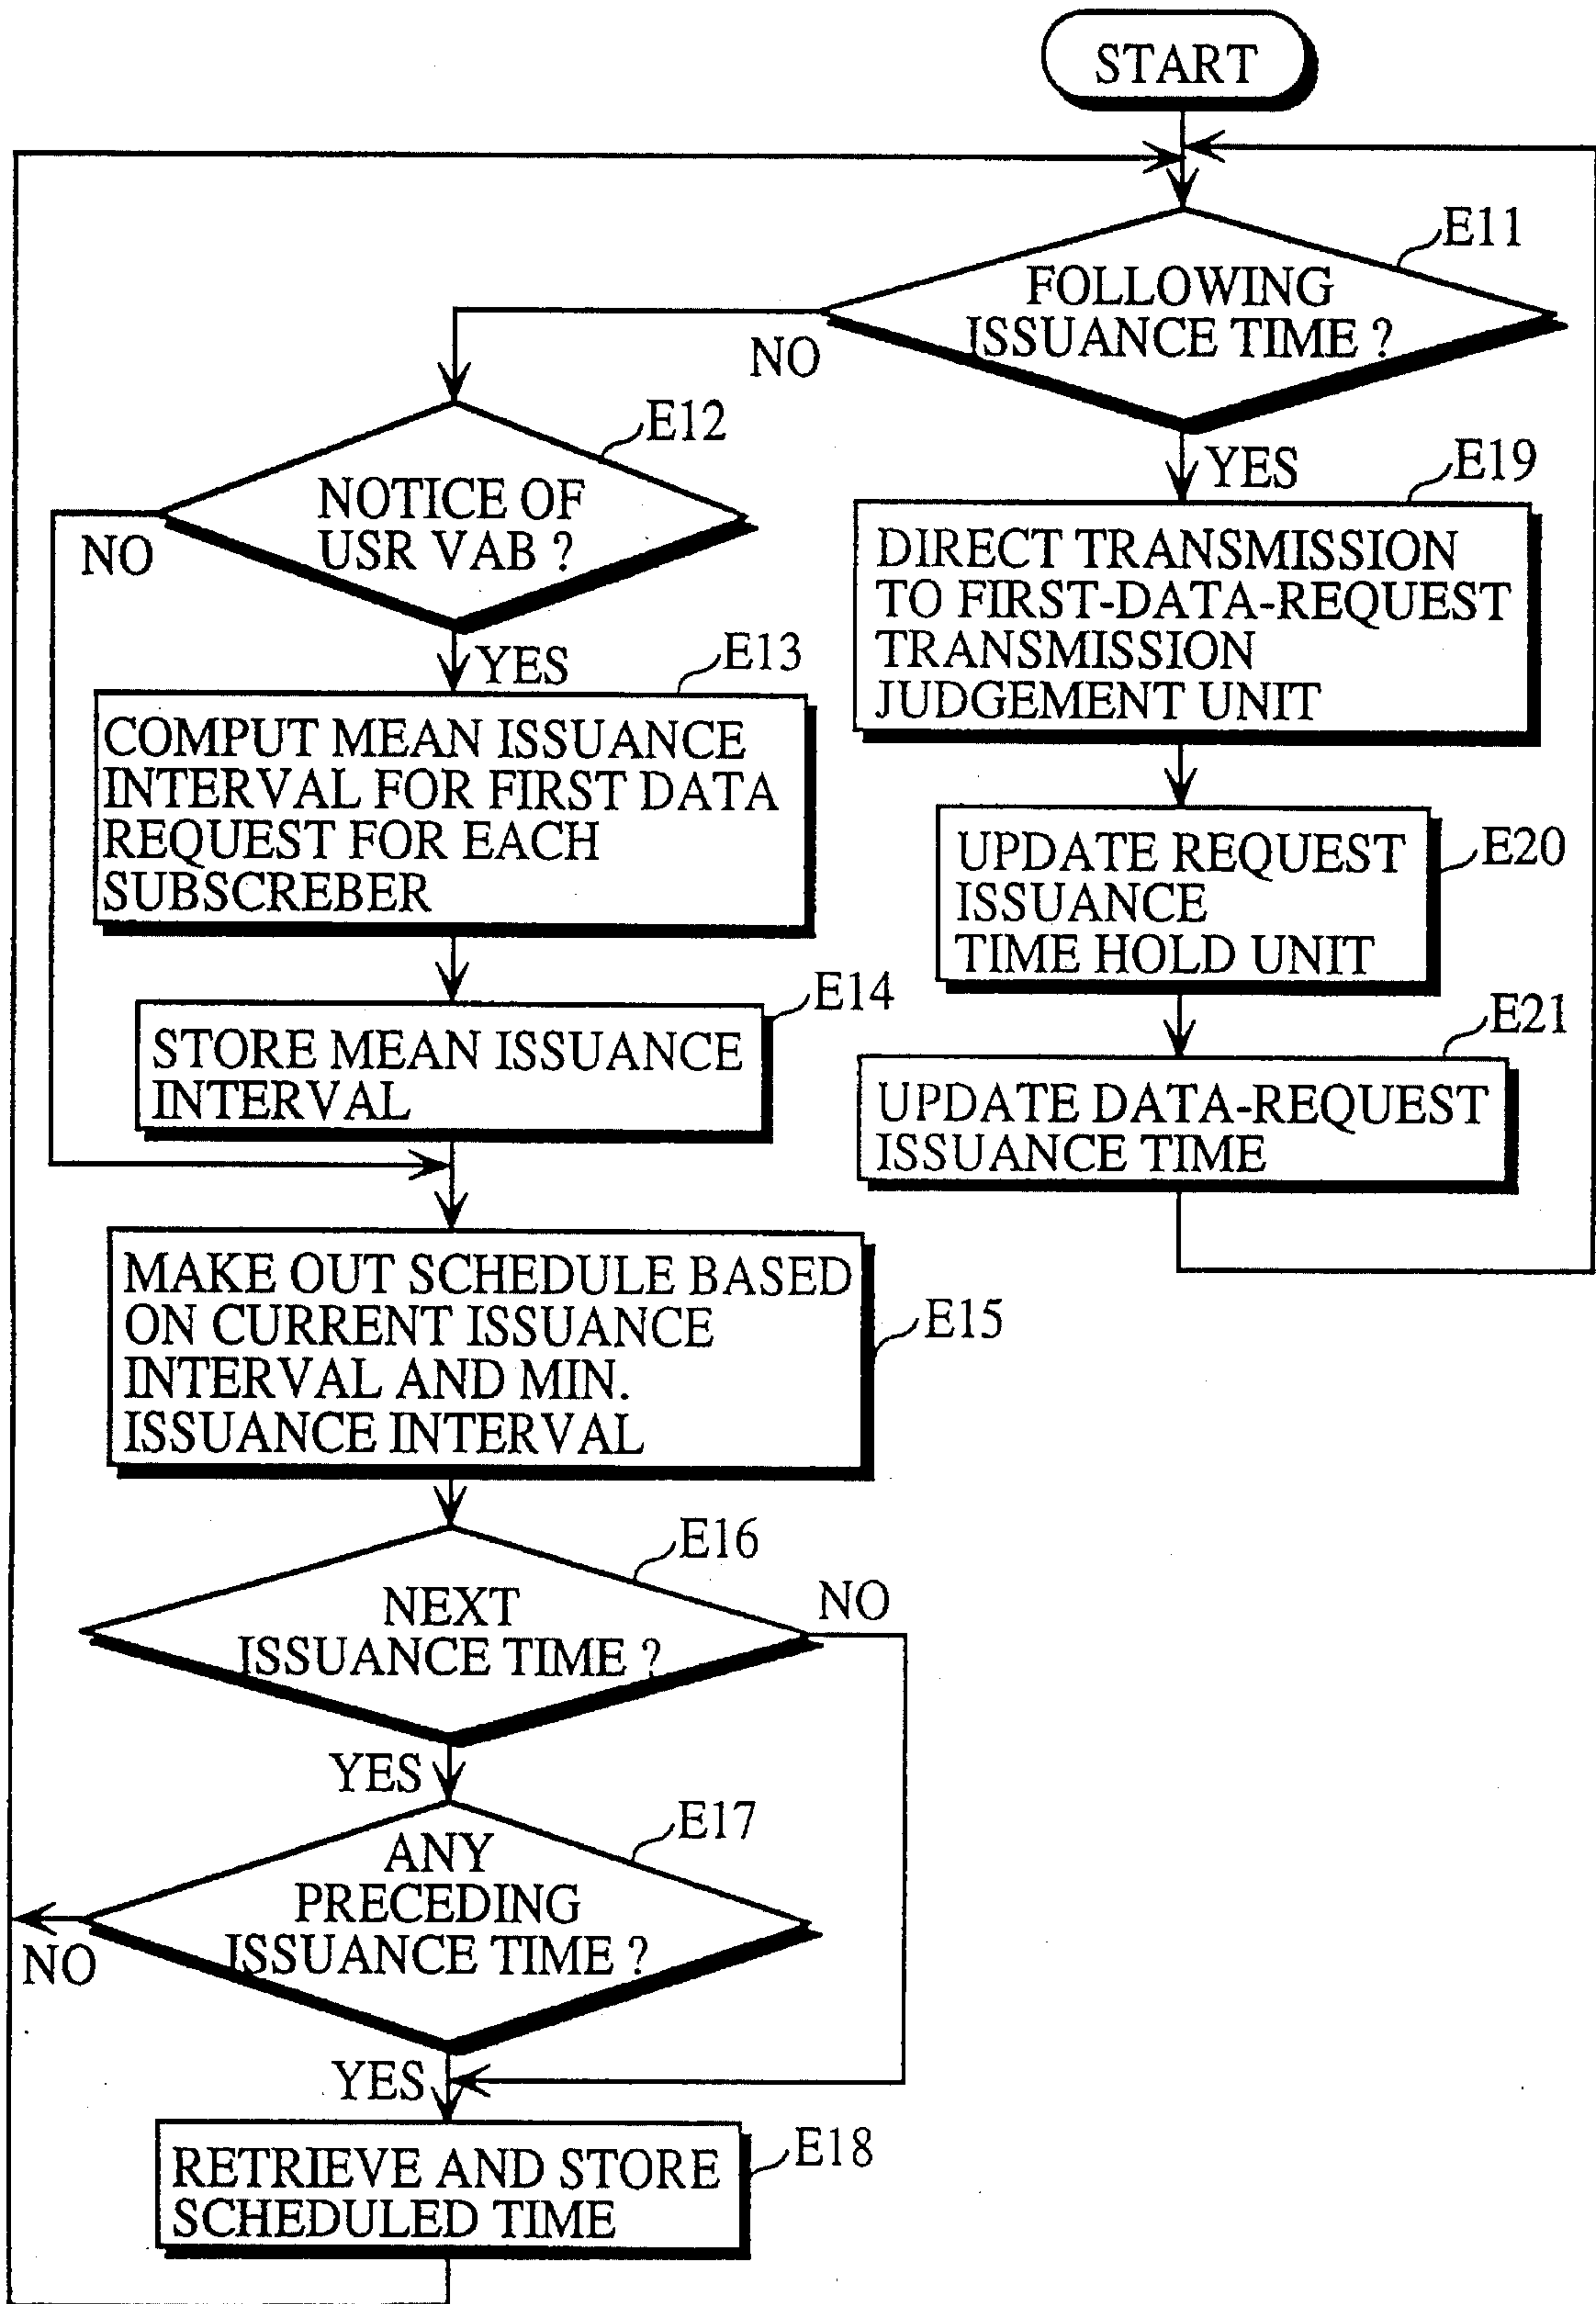 START
E11
FOLLOWING
ISSUANCE TIME ?
NO
YES
E12
NOTICE OF
USR VAB ?
NO
YES
E13
COMPUT MEAN ISSUANCE
INTERVAL FOR FIRST DATA
REQUEST FOR EACH
SUBSCREBER
E14
STORE MEAN ISSUANCE
INTERVAL
MAKE OUT SCHEDULE BASED
ON CURRENT ISSUANCE
INTERVAL AND MIN.
ISSUANCE INTERVAL
E15
E16
NEXT
ISSUANCE TIME ?
NO
YES
E17
ANY
PRECEDING
ISSUANCE TIME ?
NO
YES
E18
RETRIEVE AND STORE
SCHEDULED TIME
E19
DIRECT TRANSMISSION
TO FIRST-DATA-REQUEST
TRANSMISSION
JUDGEMENT UNIT
UPDATE REQUEST
ISSUANCE
TIME HOLD UNIT
E20
E21
UPDATE DATA-REQUEST
ISSUANCE TIME